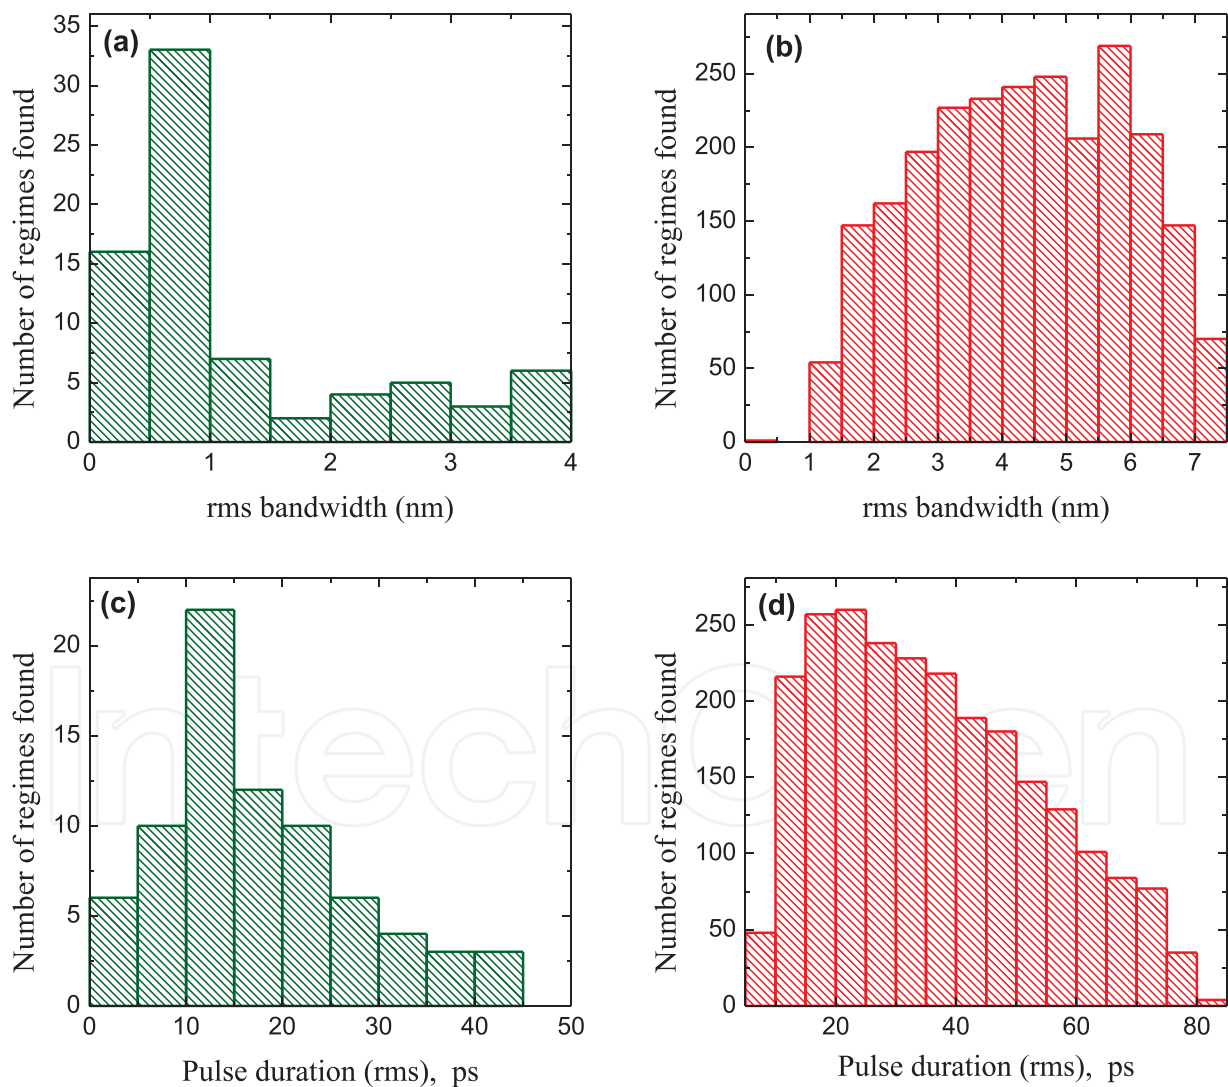 (a)
Number of regimes found
35
30
25
20
15
10
5
0
0 1 2 3 4
rms bandwidth (nm)
(b)
Number of regimes found
250
200
150
100
50
0
0 1 2 3 4 5 6 7
rms bandwidth (nm)
(c)
Number of regimes found
20
15
10
5
0
0 10 20 30 40 50
Pulse duration (rms), ps
(d)
Number of regimes found
250
200
150
100
50
0
20 40 60 80
Pulse duration (rms), ps
IntechOpen